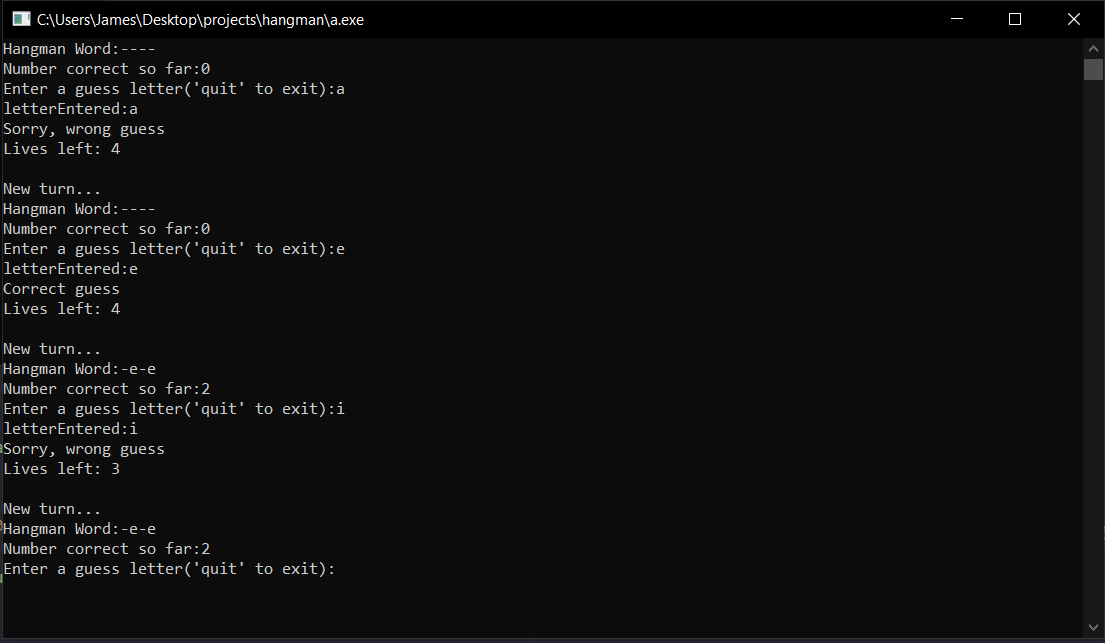 C:\Users\James\Desktop\projects\hangman\a.exe
Hangman Word:----
Number correct so far:0
Enter a guess letter('quit' to exit):a
letterEntered:a
Sorry, wrong guess
Lives left: 4
New turn...
Hangman Word:----
Number correct so far:0
Enter a guess letter('quit' to exit):e
letterEntered:e
Correct guess
Lives left: 4
New turn...
Hangman Word:-e-e
Number correct so far:2
Enter a guess letter('quit' to exit):i
letterEntered:i
Sorry, wrong guess
Lives left: 3
New turn...
Hangman Word:-e-e
Number correct so far:2
Enter a guess letter('quit' to exit):